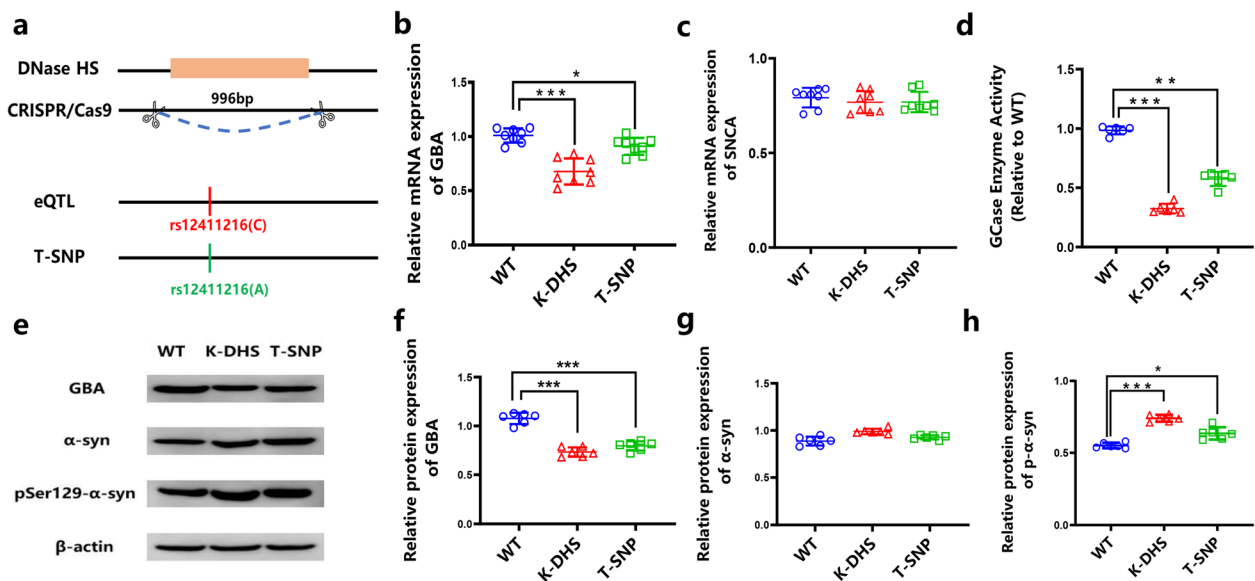 a
DNase HS
CRISPR/Cas9
996bp
eQTL
rs12411216(C)
T-SNP
rs12411216(A)
b
Relative mRNA expression
of GBA
1.5
1.0
0.5
0.0
*
***
WT
K-DHS
T-SNP
c
Relative mRNA expression
of SNCA
1.0
0.5
0.0
WT
K-DHS
T-SNP
d
GCase Enzyme Activity
(Relative to WT)
1.5
1.0
0.5
0.0
**
***
WT
K-DHS
T-SNP
e
WT K-DHS T-SNP
GBA
α-syn
pSer129-α-syn
β-actin
f
Relative protein expression
of GBA
1.5
1.0
0.5
0.0
***
***
WT
K-DHS
T-SNP
g
Relative protein expression
of α-syn
1.5
1.0
0.5
0.0
WT
K-DHS
T-SNP
h
Relative protein expression
of p-α-syn
1.0
0.5
0.0
*
***
WT
K-DHS
T-SNP